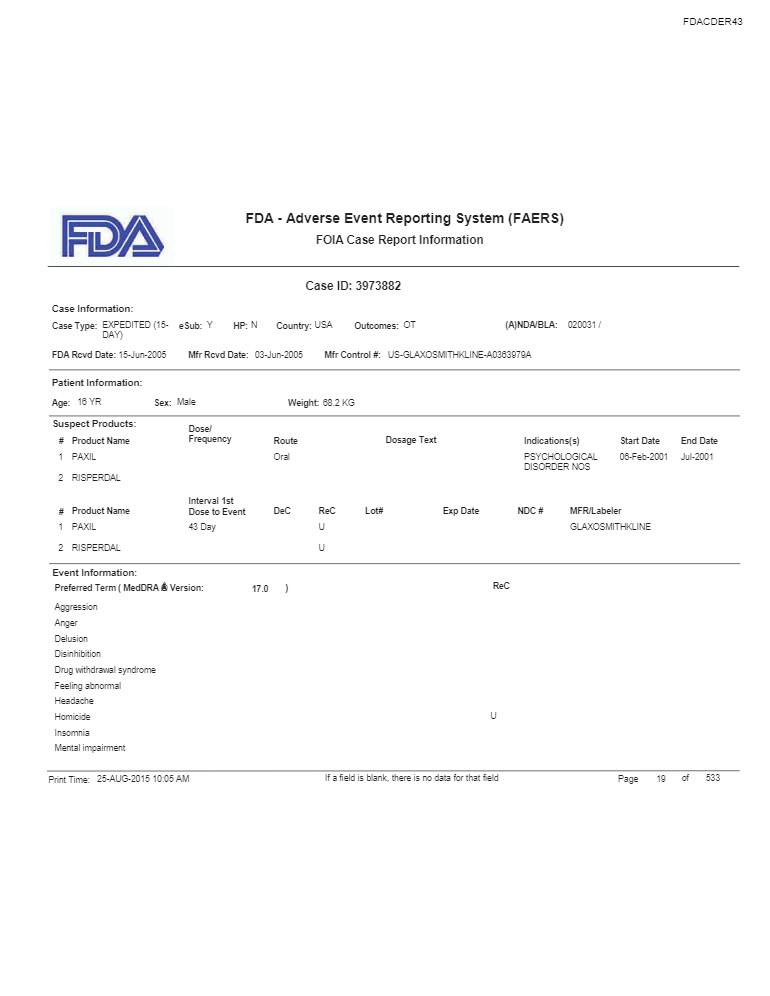 FDACDER43
FDA
FDA - Adverse Event Reporting System (FAERS)
FOIA Case Report Information
Case ID: 3973882
Case Information:
Case Type: EXPEDITED (15-DAY) eSub: Y HP: N Country: USA Outcomes: OT (A)NDA/BLA: 020031 /
FDA Rcvd Date: 15-Jun-2005 Mfr Rcvd Date: 03-Jun-2005 Mfr Control #: US-GLAXOSMITHKLINE-A0363979A
Patient Information:
Age: 16 YR Sex: Male Weight: 68.2 KG
Suspect Products:
# Product Name Dose/Frequency Route Dosage Text Indications(s) Start Date End Date
1 PAXIL Oral PSYCHOLOGICAL DISORDER NOS 06-Feb-2001 Jul-2001
2 RISPERDAL
# Product Name Interval 1st Dose to Event DeC ReC Lot# Exp Date NDC # MFR/Labeler
1 PAXIL 43 Day U GLAXOSMITHKLINE
2 RISPERDAL U
Event Information:
Preferred Term ( MedDRA & Version: 17.0 ) ReC
Aggression
Anger
Delusion
Disinhibition
Drug withdrawal syndrome
Feeling abnormal
Headache
Homicide U
Insomnia
Mental impairment
Print Time: 25-AUG-2015 10:05 AM If a field is blank, there is no data for that field Page 19 of 533